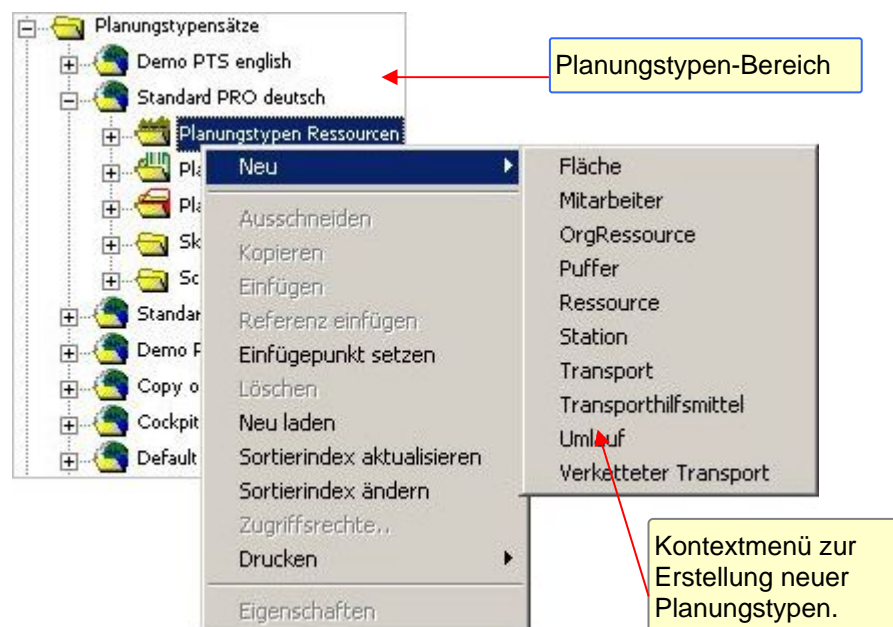 Planungstypensätze
Demo PTS english
Planungstypen-Bereich
Standard PRO deutsch
Planungstypen Ressourcen
Pl
Pl
Sk
Sc
Standar
Demo P
Copy o
Cockpit
Default
Neu
Ausschneiden
Kopieren
Einfügen
Referenz einfügen
Einfügepunkt setzen
Löschen
Neu laden
Sortierindex aktualisieren
Sortierindex ändern
Zugriffsrechte..
Drucken
Eigenschaften
Fläche
Mitarbeiter
OrgRessource
Puffer
Ressource
Station
Transport
Transporthilfsmittel
Umlauf
Verketteter Transport
Kontextmenü zur
Erstellung neuer
Planungstypen.